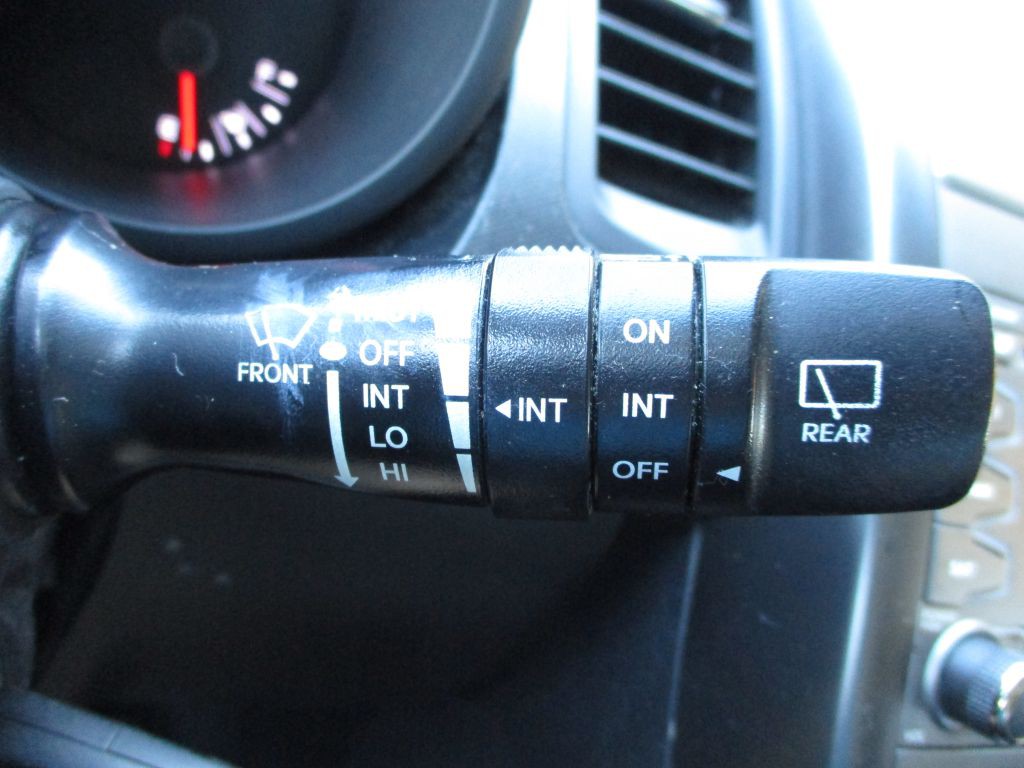 FRONT
OFF
INT
LO
HI
◀INT
ON
INT
OFF
REAR